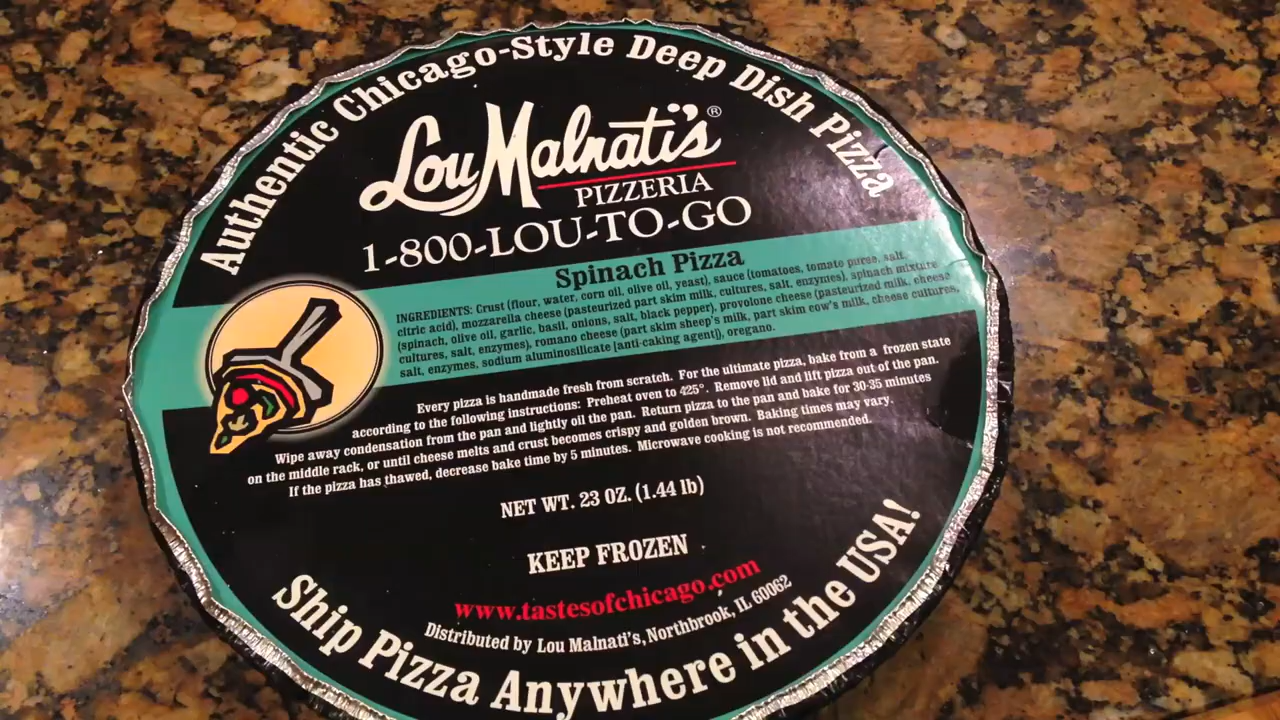 Authentic Chicago-Style Deep Dish Pizza
Lou Malnati's®
PIZZERIA
1-800-LOU-TO-GO
Spinach Pizza
INGREDIENTS: Crust (flour, water, corn oil, olive oil, yeast), sauce (tomatoes, tomato puree, salt,
citric acid), mozzarella cheese (pasteurized part skim milk, cultures, salt, enzymes), spinach mixture
(spinach, olive oil, garlic, basil, onions, salt, black pepper), provolone cheese (pasteurized milk, cheese
cultures, salt, enzymes), romano cheese (part skim sheep's milk, part skim cow's milk, cheese cultures,
salt, enzymes, sodium aluminosilicate [anti-caking agent]), oregano.
Every pizza is handmade fresh from scratch. For the ultimate pizza, bake from a frozen state
according to the following instructions: Preheat oven to 425°. Remove lid and lift pizza out of the pan.
Wipe away condensation from the pan and lightly oil the pan. Return pizza to the pan and bake for 30-35 minutes
on the middle rack, or until cheese melts and crust becomes crispy and golden brown. Baking times may vary.
If the pizza has thawed, decrease bake time by 5 minutes. Microwave cooking is not recommended.
NET WT. 23 OZ. (1.44 lb)
KEEP FROZEN
www.tastesofchicago.com
Distributed by Lou Malnati's, Northbrook, IL 60062
Ship Pizza Anywhere in the USA!